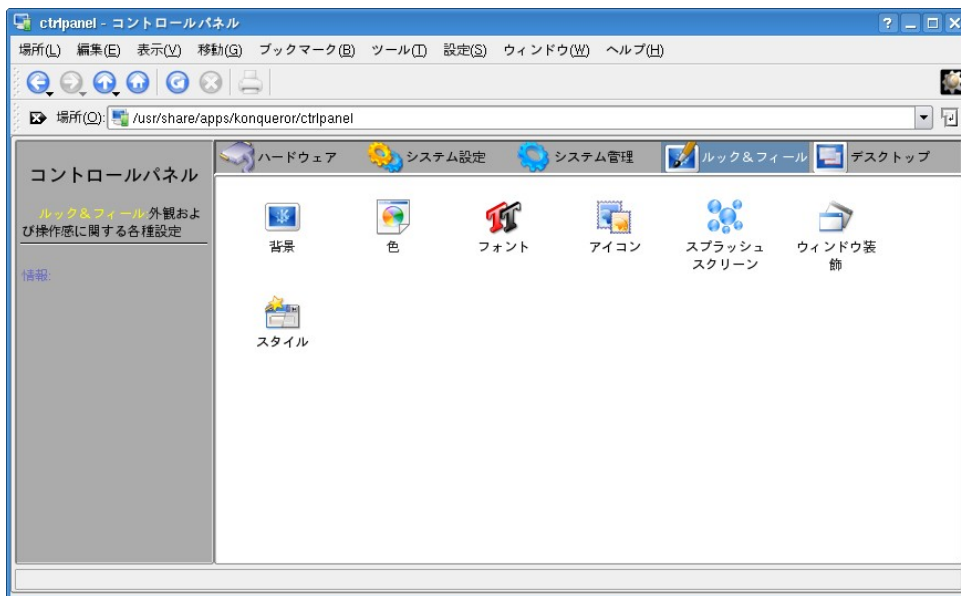 ctrlpanel - コントロールパネル
場所(L) 編集(E) 表示(V) 移動(G) ブックマーク(B) ツール(T) 設定(S) ウィンドウ(W) ヘルプ(H)
場所(O): /usr/share/apps/konqueror/ctrlpanel
ハードウェア システム設定 システム管理 ルック&フィール デスクトップ
コントロールパネル
ルック&フィール 外観およ
び操作感に関する各種設定
情報:
背景 色 フォント アイコン スプラッシュ ウィンドウ装
スクリーン 飾
スタイル